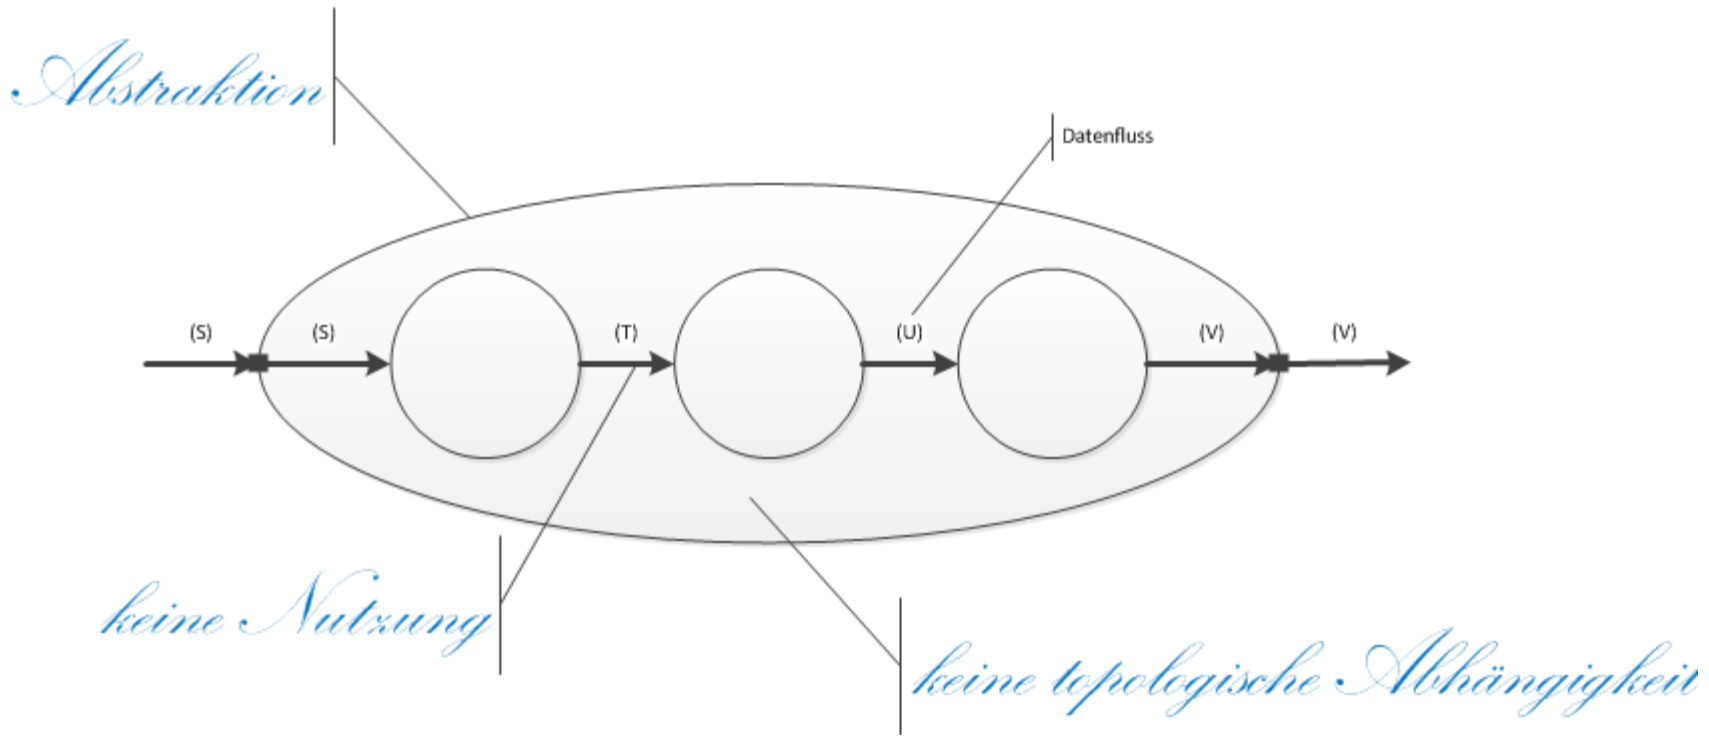 Abstraktion
Datenfluss
(S)
(S)
(T)
(U)
(V)
(V)
keine Nutzung
keine topologische Abhängigkeit